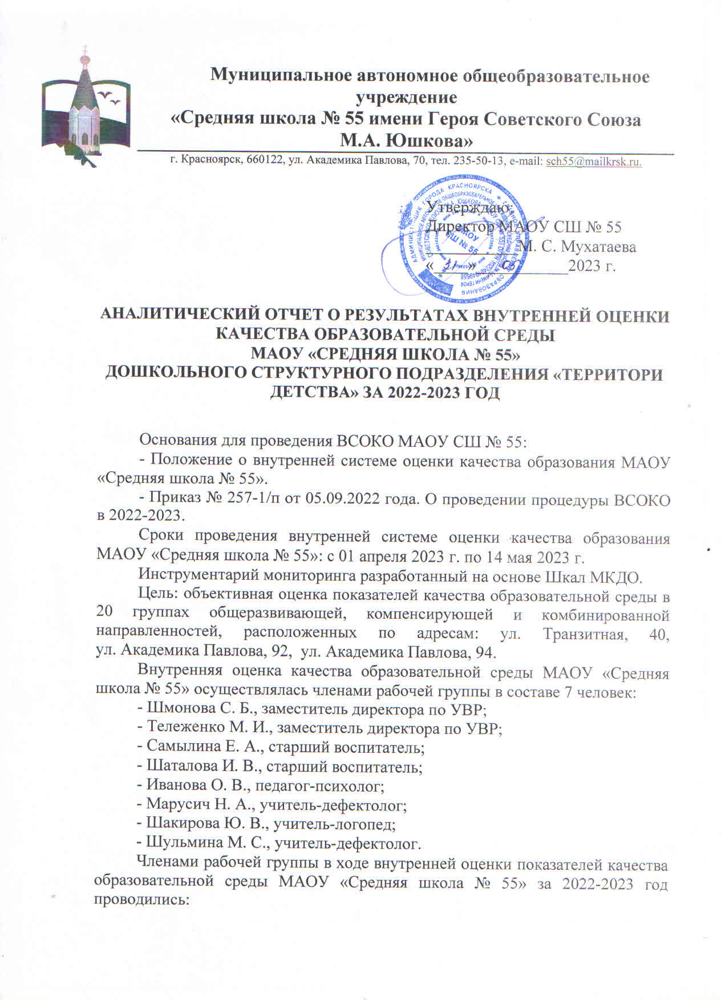 Муниципальное автономное общеобразовательное
учреждение
«Средняя школа № 55 имени Героя Советского Союза
М.А. Юшкова»
г. Красноярск, 660122, ул. Академика Павлова, 70, тел. 235-50-13, e-mail: sch55@mailkrsk.ru.
Утверждаю:
Директор МАОУ СШ № 55
М. С. Мухатаева
« 31 » 2023 г.
МАОУ
СШ № 55
АНАЛИТИЧЕСКИЙ ОТЧЕТ О РЕЗУЛЬТАТАХ ВНУТРЕННЕЙ ОЦЕНКИ
КАЧЕСТВА ОБРАЗОВАТЕЛЬНОЙ СРЕДЫ
МАОУ «СРЕДНЯЯ ШКОЛА № 55»
ДОШКОЛЬНОГО СТРУКТУРНОГО ПОДРАЗДЕЛЕНИЯ «ТЕРРИТОРИ
ДЕТСТВА» ЗА 2022-2023 ГОД
Основания для проведения ВСОКО МАОУ СШ № 55:
- Положение о внутренней системе оценки качества образования МАОУ
«Средняя школа № 55».
- Приказ № 257-1/п от 05.09.2022 года. О проведении процедуры ВСОКО
в 2022-2023.
Сроки проведения внутренней системе оценки качества образования
МАОУ «Средняя школа № 55»: с 01 апреля 2023 г. по 14 мая 2023 г.
Инструментарий мониторинга разработанный на основе Шкал МКДО.
Цель: объективная оценка показателей качества образовательной среды в
20 группах общеразвивающей, компенсирующей и комбинированной
направленностей, расположенных по адресам: ул. Транзитная, 40,
ул. Академика Павлова, 92, ул. Академика Павлова, 94.
Внутренняя оценка качества образовательной среды МАОУ «Средняя
школа № 55» осуществлялась членами рабочей группы в составе 7 человек:
- Шмонова С. Б., заместитель директора по УВР;
- Тележенко М. И., заместитель директора по УВР;
- Самылина Е. А., старший воспитатель;
- Шаталова И. В., старший воспитатель;
- Иванова О. В., педагог-психолог;
- Марусич Н. А., учитель-дефектолог;
- Шакирова Ю. В., учитель-логопед;
- Шульмина М. С., учитель-дефектолог.
Членами рабочей группы в ходе внутренней оценки показателей качества
образовательной среды МАОУ «Средняя школа № 55» за 2022-2023 год
проводились: